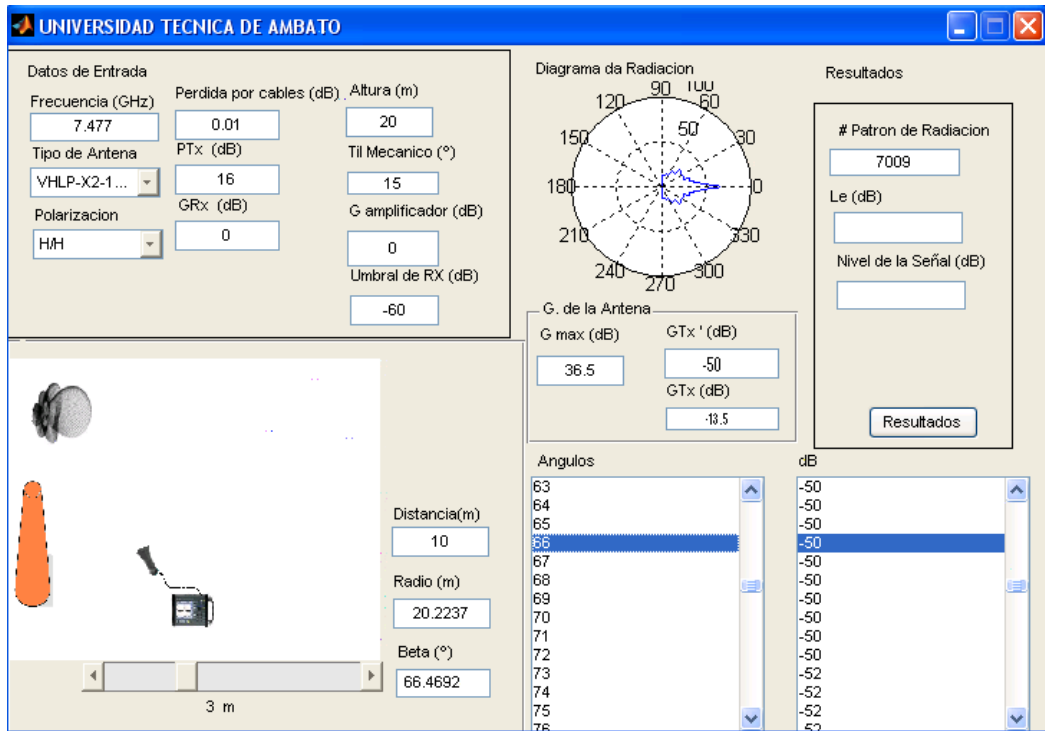 UNIVERSIDAD TECNICA DE AMBATO
Datos de Entrada
Frecuencia (GHz)
7.477
Tipo de Antena
VHLP-X2-1...
Polarizacion
H/H
Perdida por cables (dB)
0.01
PTx (dB)
16
GRx (dB)
0
Altura (m)
20
Til Mecanico (º)
15
G amplificador (dB)
0
Umbral de RX (dB)
-60
Diagrama da Radiacion
90
100
120
60
50
150
30
180
0
210
330
240
300
270
G. de la Antena
G max (dB)
36.5
GTx ' (dB)
-50
GTx (dB)
-13.5
Resultados
# Patron de Radiacion
7009
Le (dB)
Nivel de la Señal (dB)
Resultados
Distancia(m)
10
Radio (m)
20.2237
Beta (º)
66.4692
3 m
Angulos
63
64
65
66
67
68
69
70
71
72
73
74
75
76
dB
-50
-50
-50
-50
-50
-50
-50
-50
-50
-50
-52
-52
-52
-52